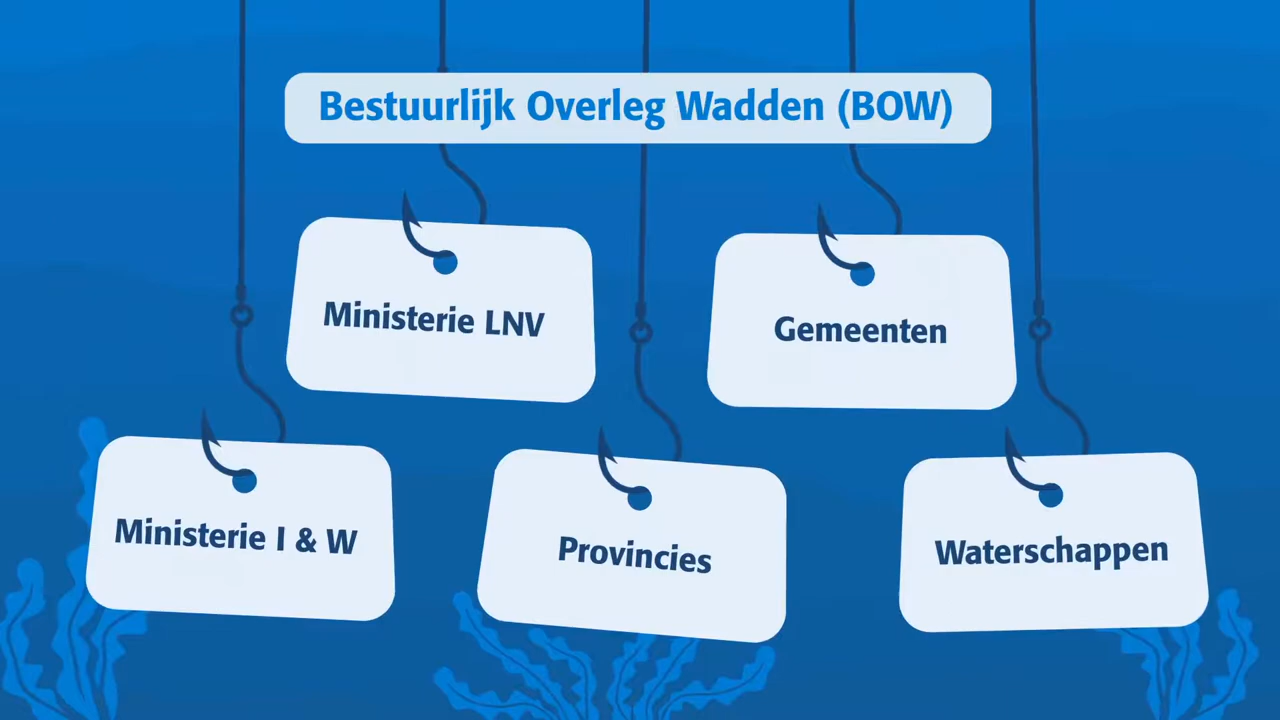 Bestuurlijk Overleg Wadden (BOW)
Ministerie LNV
Gemeenten
Ministerie I & W
Provincies
Waterschappen